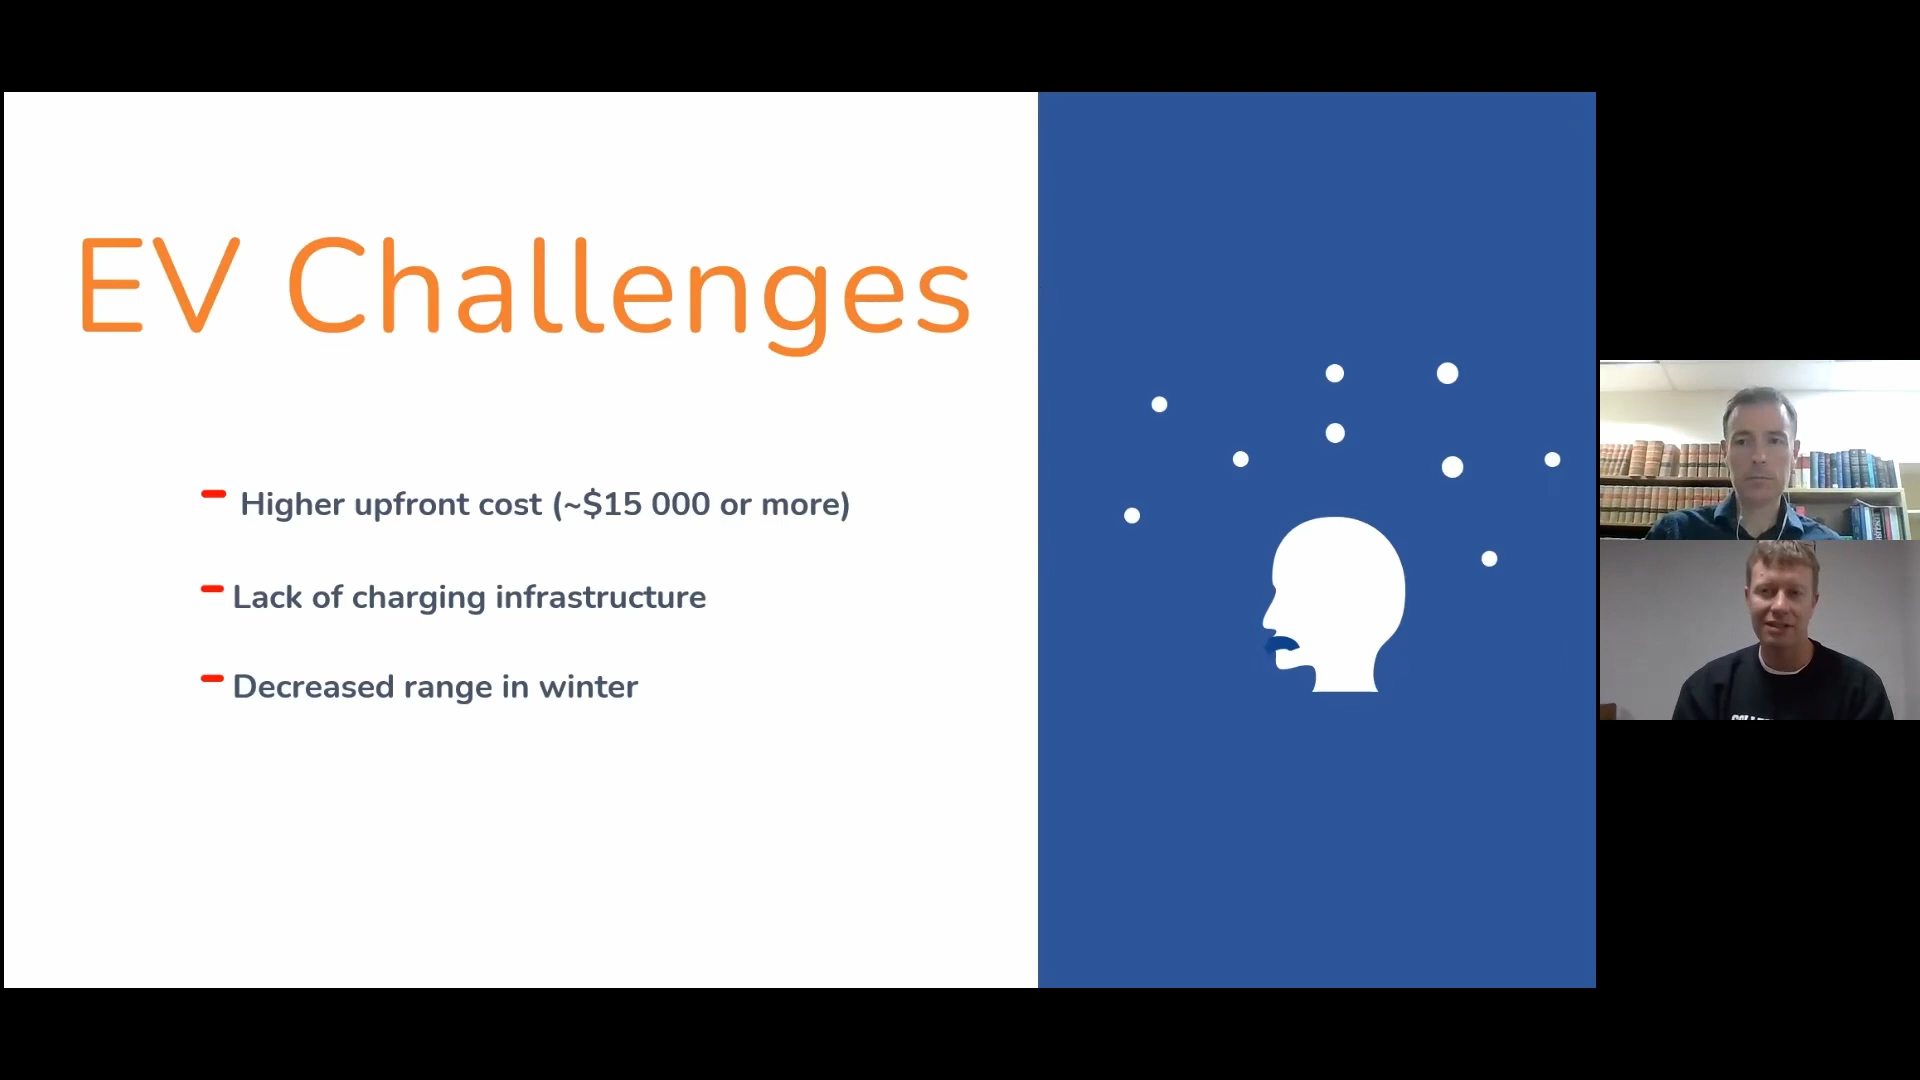 EV Challenges
- Higher upfront cost (~$15 000 or more)
- Lack of charging infrastructure
- Decreased range in winter